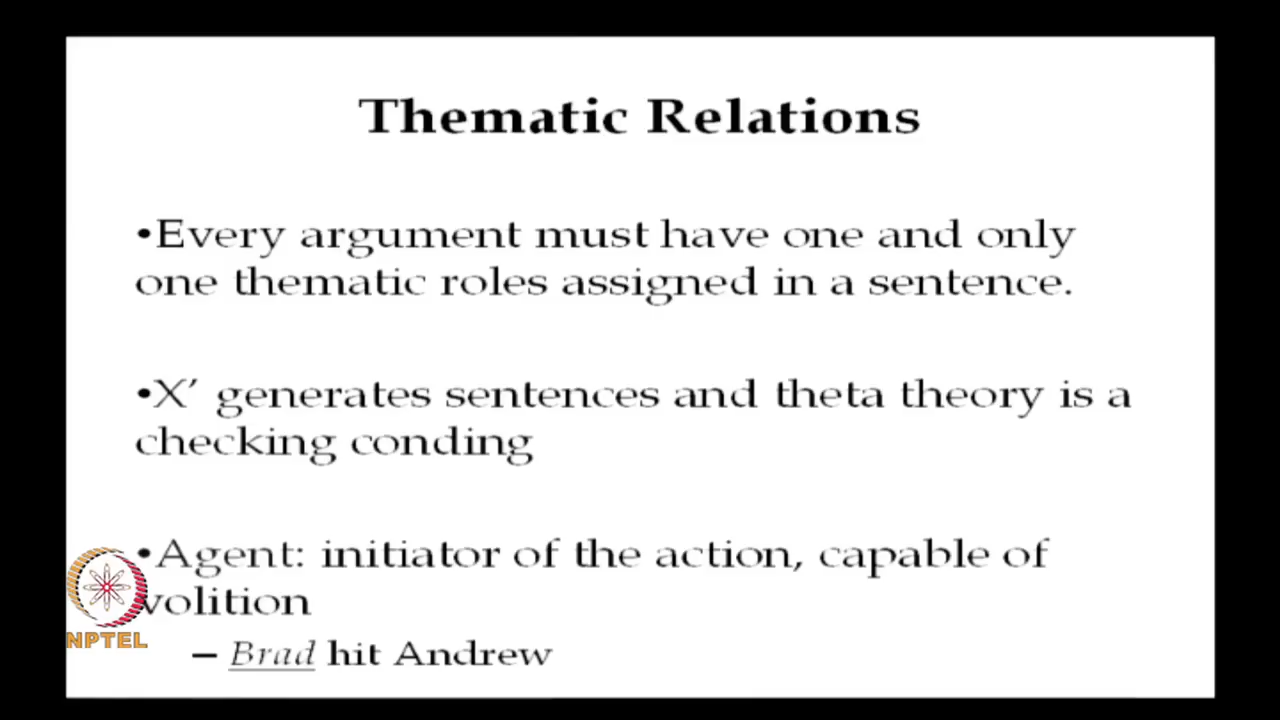 Thematic Relations
•Every argument must have one and only
one thematic roles assigned in a sentence.
•X′ generates sentences and theta theory is a
checking conding
•Agent: initiator of the action, capable of
volition
– Brad hit Andrew
NPTEL